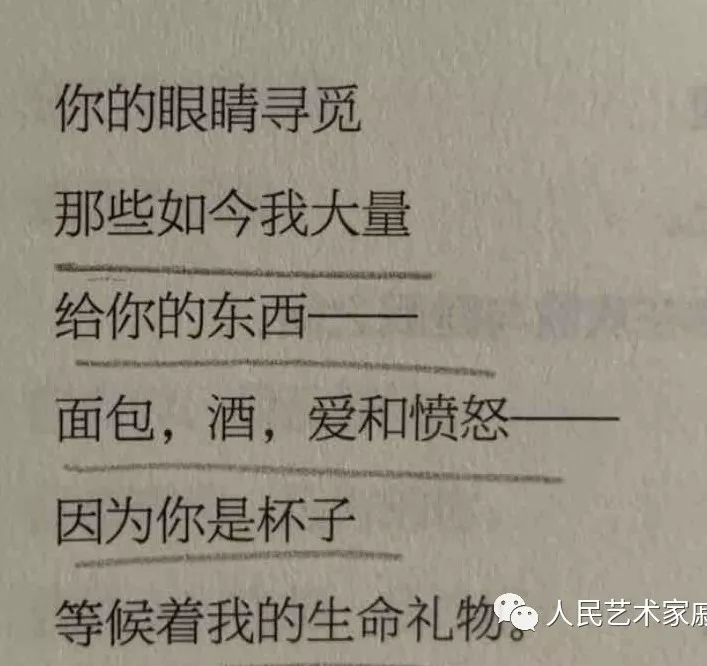 你的眼睛寻觅
那些如今我大量
给你的东西——
面包，酒，爱和愤怒——
因为你是杯子
等候着我的生命礼物。
人民艺术家